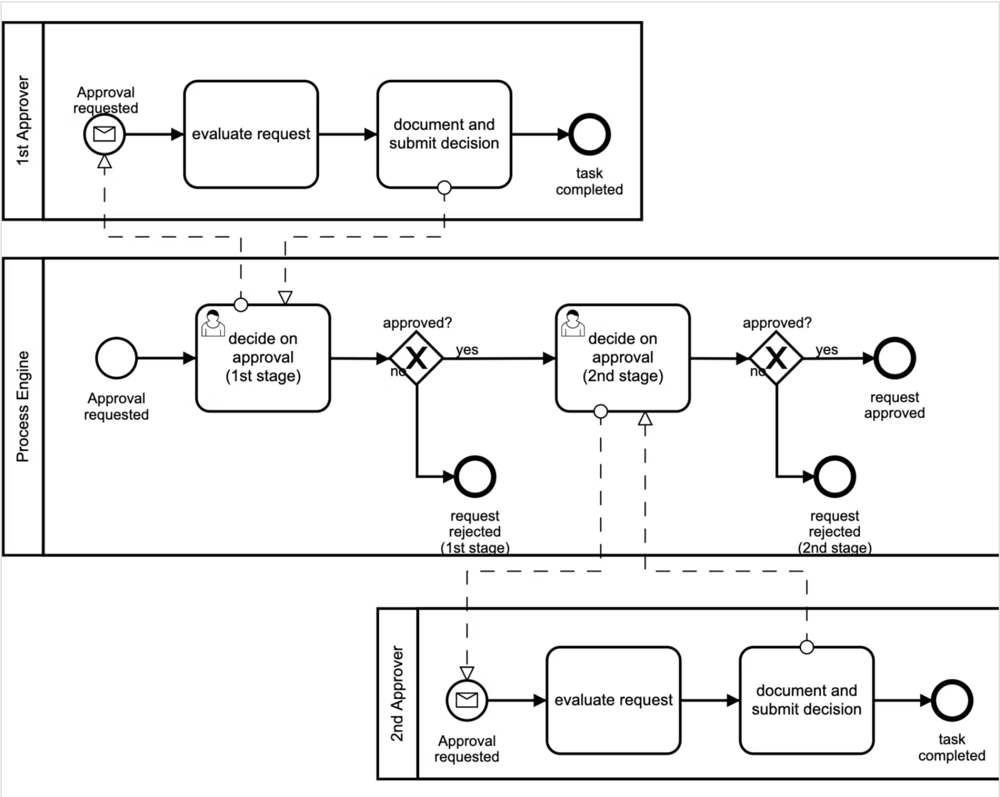 1st Approver
Approval
requested
evaluate request
document and
submit decision
task
completed
Process Engine
Approval
requested
decide on
approval
(1st stage)
approved?
yes
no
request
rejected
(1st stage)
decide on
approval
(2nd stage)
approved?
yes
no
request
approved
request
rejected
(2nd stage)
2nd Approver
Approval
requested
evaluate request
document and
submit decision
task
completed